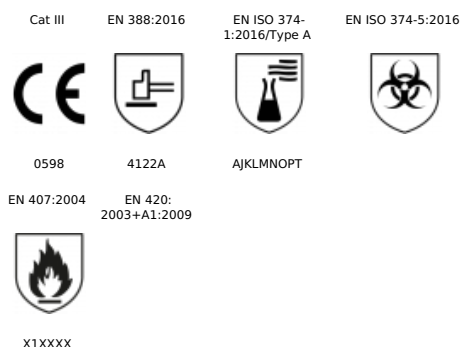 Cat III
EN 388:2016
EN ISO 374-
1:2016/Type A
EN ISO 374-5:2016
CE
0598
4122A
AJKLMNOPT
EN 407:2004
EN 420:
2003+A1:2009
X1XXXX